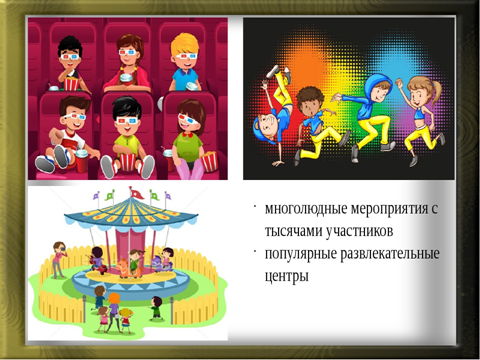 · многолюдные мероприятия с
тысячами участников
· популярные развлекательные
центры